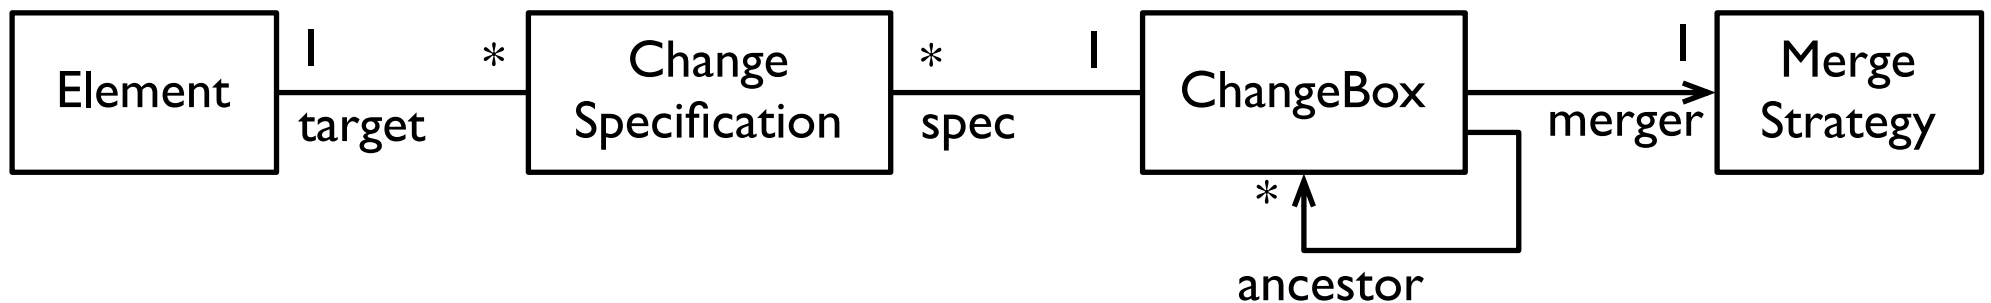 Element
1
target
*
Change
Specification
*
spec
1
ChangeBox
*
ancestor
1
merger
Merge
Strategy